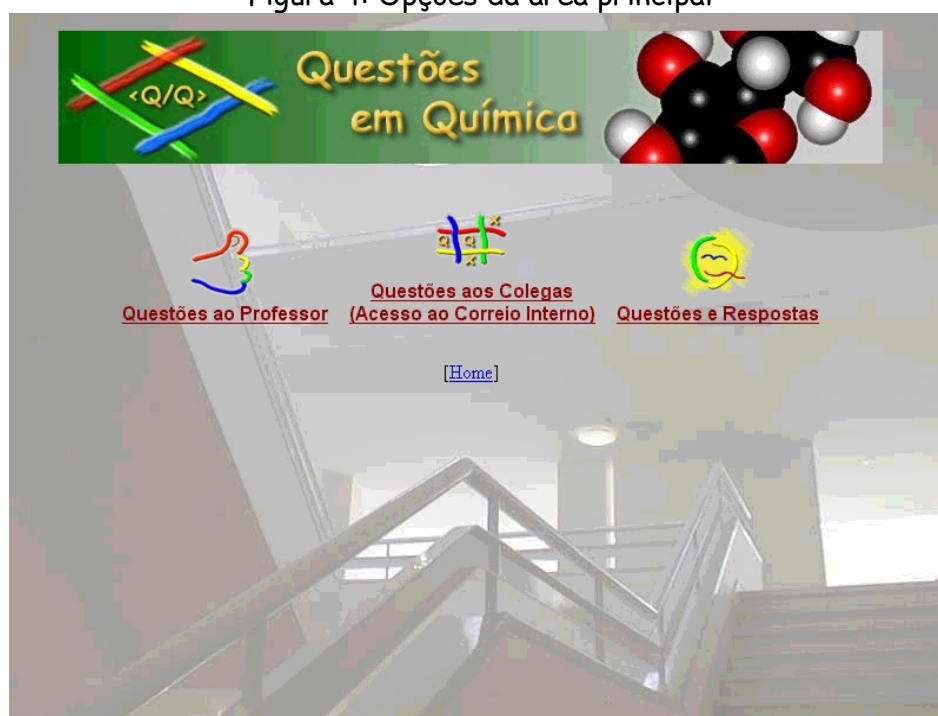 Figura 4: Opções da área principal
<Q/Q>
Questões
em Química
Q
X
Q
X
Questões ao Professor
Questões aos Colegas
(Acesso ao Correio Interno)
Questões e Respostas
[Home]